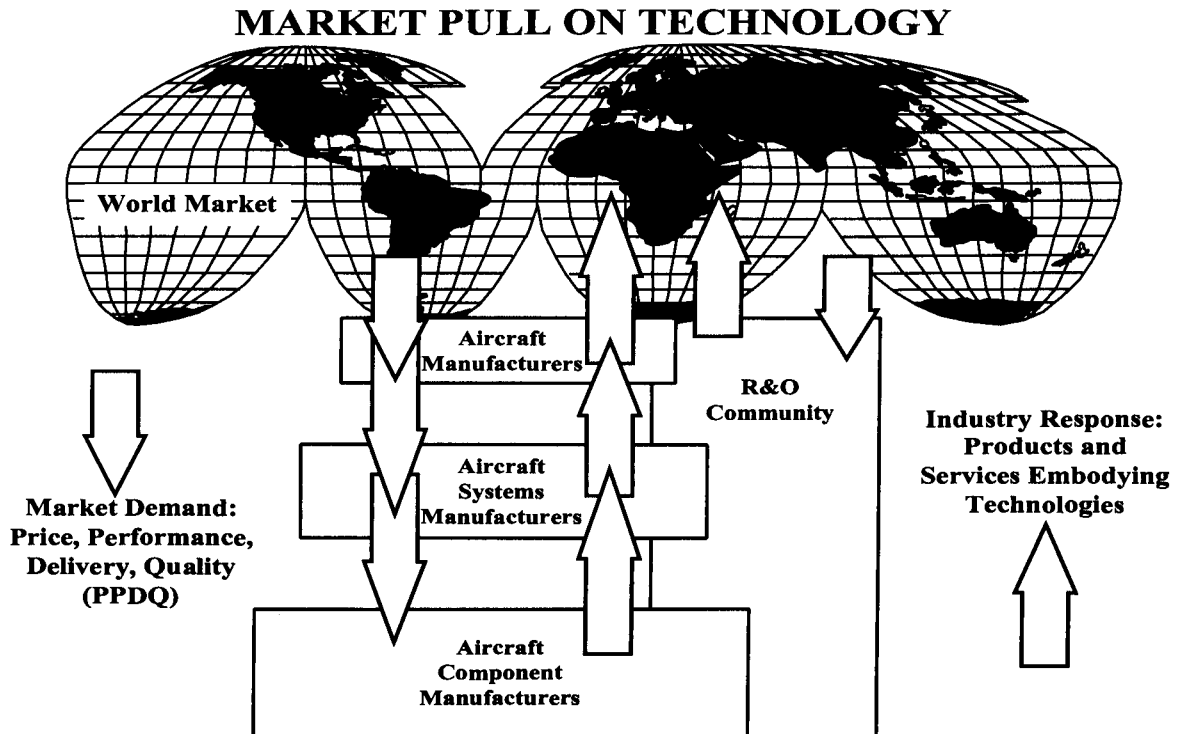 MARKET PULL ON TECHNOLOGY
World Market
Aircraft
Manufacturers
R&O
Community
Aircraft
Systems
Manufacturers
Market Demand:
Price, Performance,
Delivery, Quality
(PPDQ)
Industry Response:
Products and
Services Embodying
Technologies
Aircraft
Component
Manufacturers